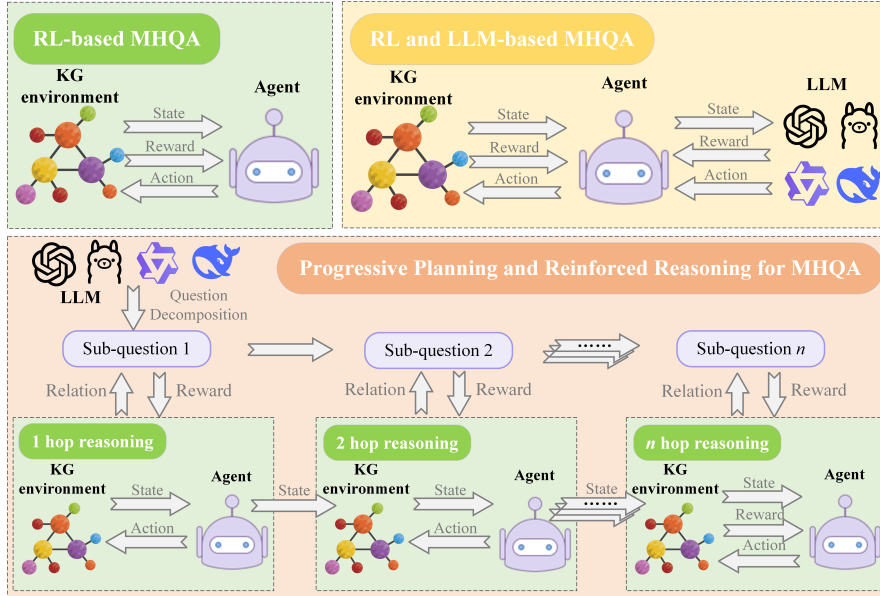 RL-based MHQA
KG
environment
Agent
State
Reward
Action
RL and LLM-based MHQA
KG
environment
Agent
LLM
State
Reward
Action
State
Reward
Action
Progressive Planning and Reinforced Reasoning for MHQA
LLM
Question
Decomposition
Sub-question 1
Sub-question 2
......
Sub-question n
Relation
Reward
Relation
Reward
Relation
Reward
1 hop reasoning
KG
environment
Agent
State
Action
State
2 hop reasoning
KG
environment
Agent
State
Action
State
......
n hop reasoning
KG
environment
Agent
State
Reward
Action